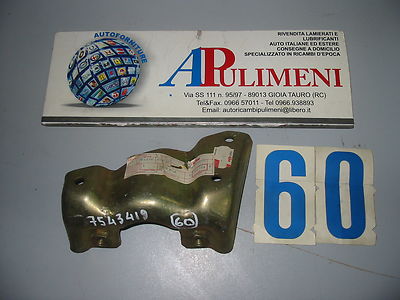 AUTOFORNITURE
RIVENDITA LAMIERATI E
LUBRIFICANTI
AUTO ITALIANE ED ESTERE
CONSEGNE A DOMICILIO
SPECIALIZZATO IN RICAMBI D'EPOCA
APULIMENI
Via SS 111 n. 95/97 - 89013 GIOIA TAURO (RC)
Tel&Fax. 0966 57011 - Tel 0966.938893
Email: autoricambipulimeni@libero.it
7543419
(60)
60